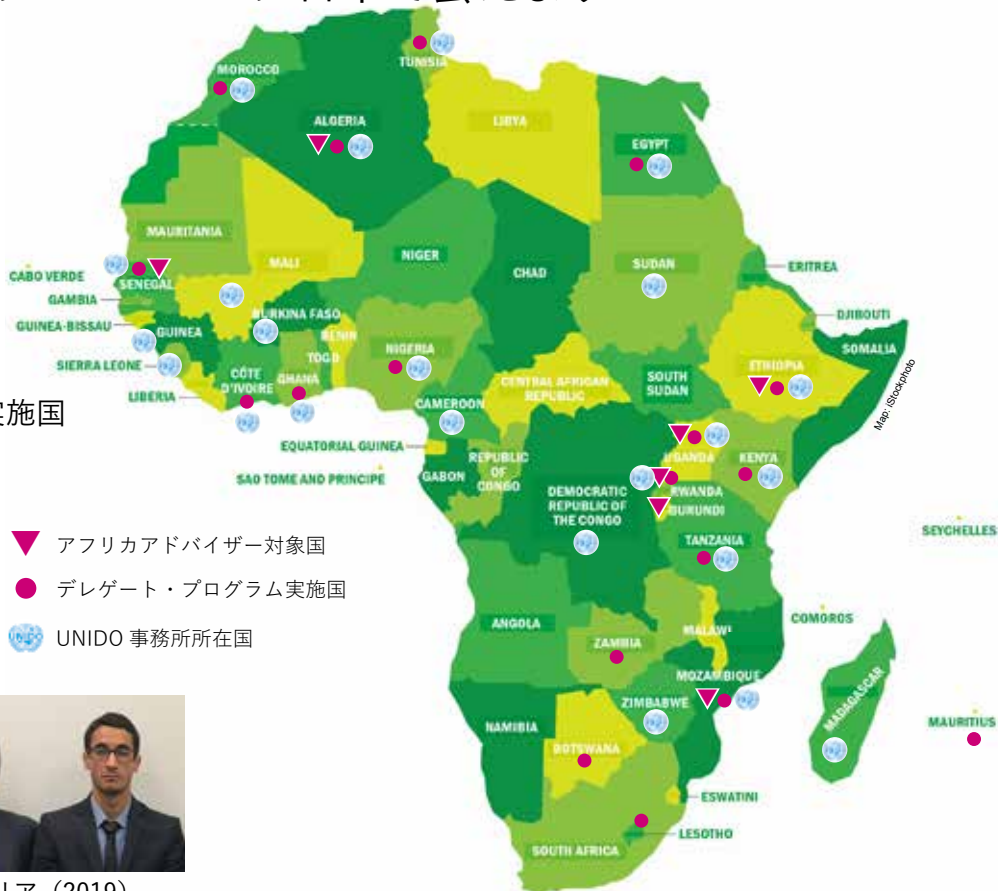 MOROCCO
TUNISIA
ALGERIA
LIBYA
EGYPT
MAURITANIA
MALI
NIGER
CHAD
SUDAN
ERITREA
CABO VERDE
SENEGAL
GAMBIA
GUINEA-BISSAU
GUINEA
BURKINA FASO
BENIN
TOGO
NIGERIA
DJIBOUTI
SOMALIA
ETHIOPIA
SIERRA LEONE
CÔTE
D'IVOIRE
GHANA
LIBERIA
CAMEROON
CENTRAL AFRICAN
REPUBLIC
SOUTH
SUDAN
Map: iStockphoto
実施国
EQUATORIAL GUINEA
SAO TOME AND PRINCIPE
GABON
REPUBLIC
OF
CONGO
UGANDA
KENYA
DEMOCRATIC
REPUBLIC OF
THE CONGO
RWANDA
BURUNDI
SEYCHELLES
TANZANIA
アフリカアドバイザー対象国
デレゲート・プログラム実施国
UNIDO 事務所所在国
ANGOLA
ZAMBIA
MALAWI
COMOROS
MOZAMBIQUE
ZIMBABWE
MADAGASCAR
MAURITIUS
NAMIBIA
BOTSWANA
ESWATINI
LESOTHO
SOUTH AFRICA
リア（2019）